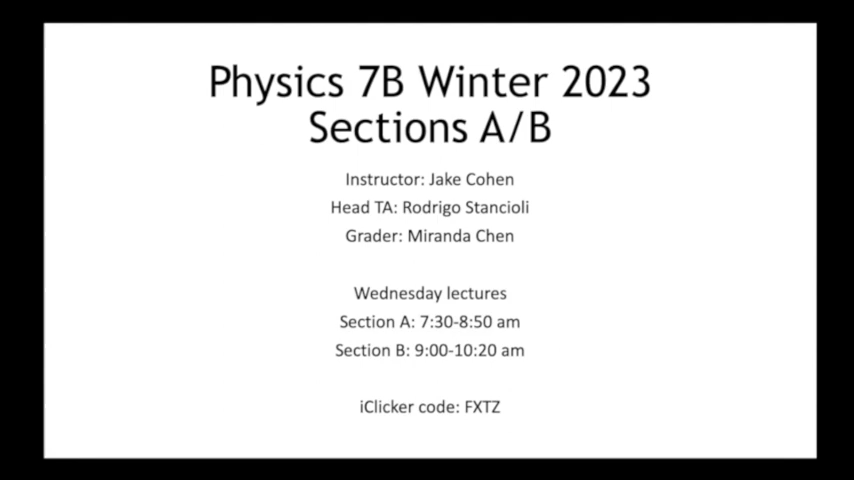 Physics 7B Winter 2023
Sections A/B
Instructor: Jake Cohen
Head TA: Rodrigo Stancioli
Grader: Miranda Chen
Wednesday lectures
Section A: 7:30-8:50 am
Section B: 9:00-10:20 am
iClicker code: FXTZ